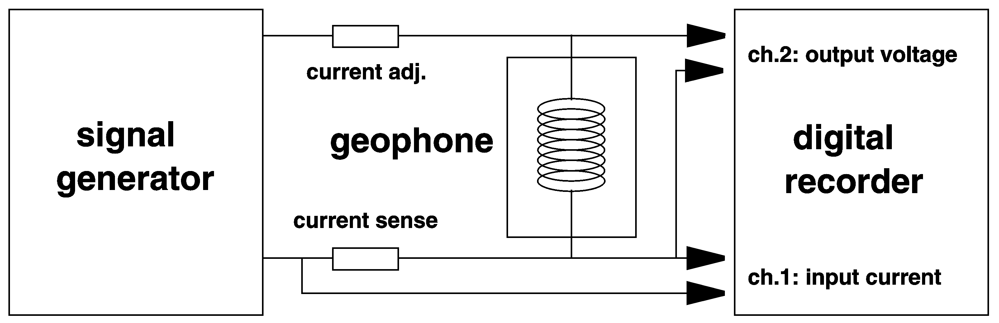 signal
generator
current adj.
geophone
current sense
ch.2: output voltage
digital
recorder
ch.1: input current